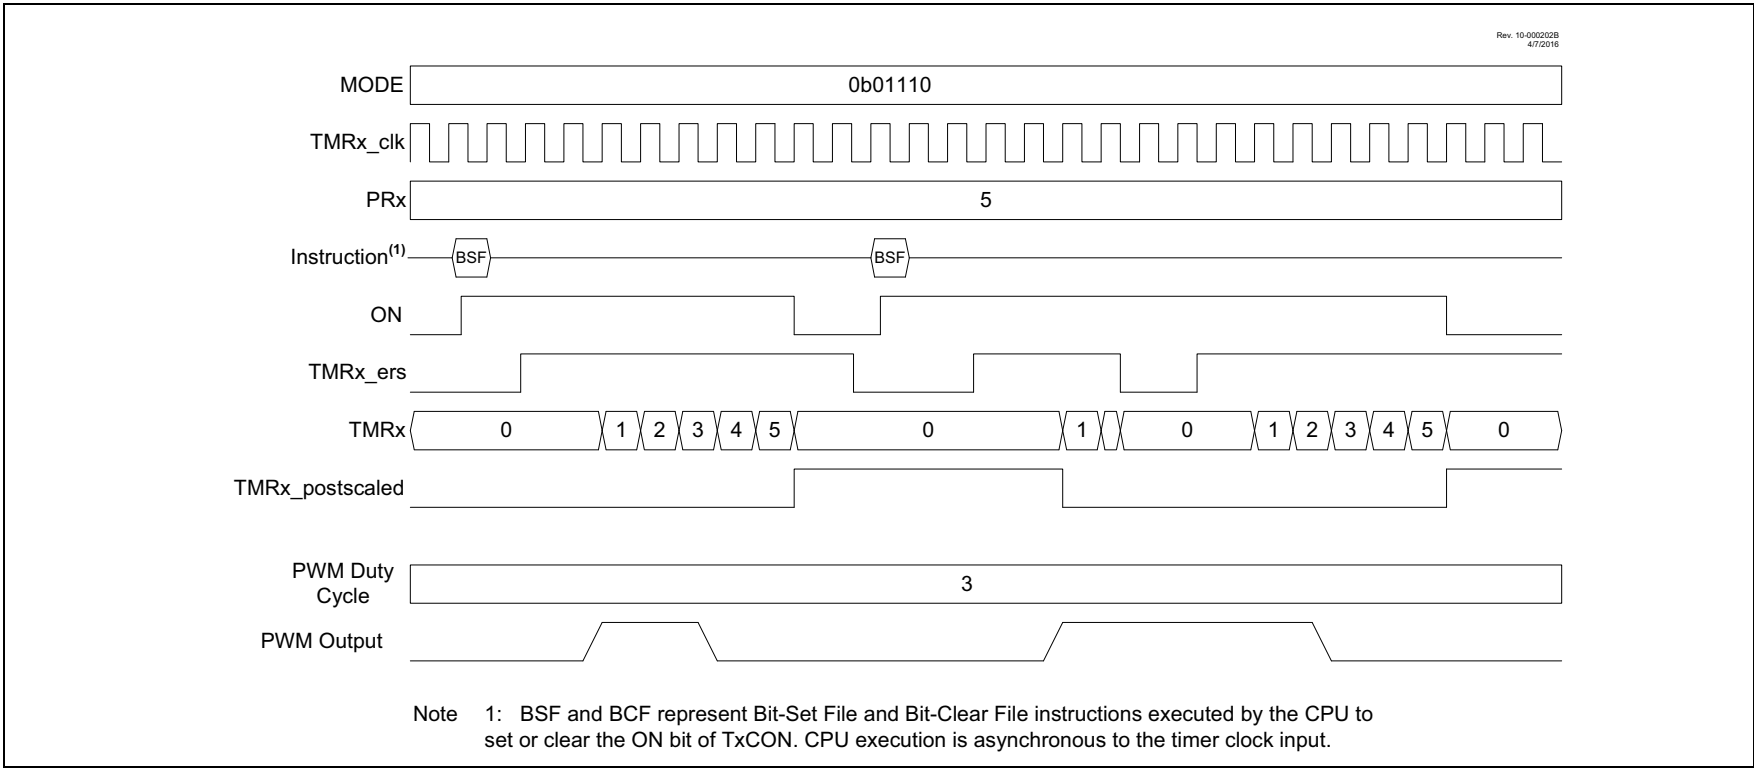 Rev. 10-000202B
4/7/2016
MODE 0b01110
TMRx_clk
PRx 5
Instruction(1) BSF BSF
ON
TMRx_ers
TMRx 0 1 2 3 4 5 0 1 0 1 2 3 4 5 0
TMRx_postscaled
PWM Duty
Cycle 3
PWM Output
Note 1: BSF and BCF represent Bit-Set File and Bit-Clear File instructions executed by the CPU to
set or clear the ON bit of TxCON. CPU execution is asynchronous to the timer clock input.